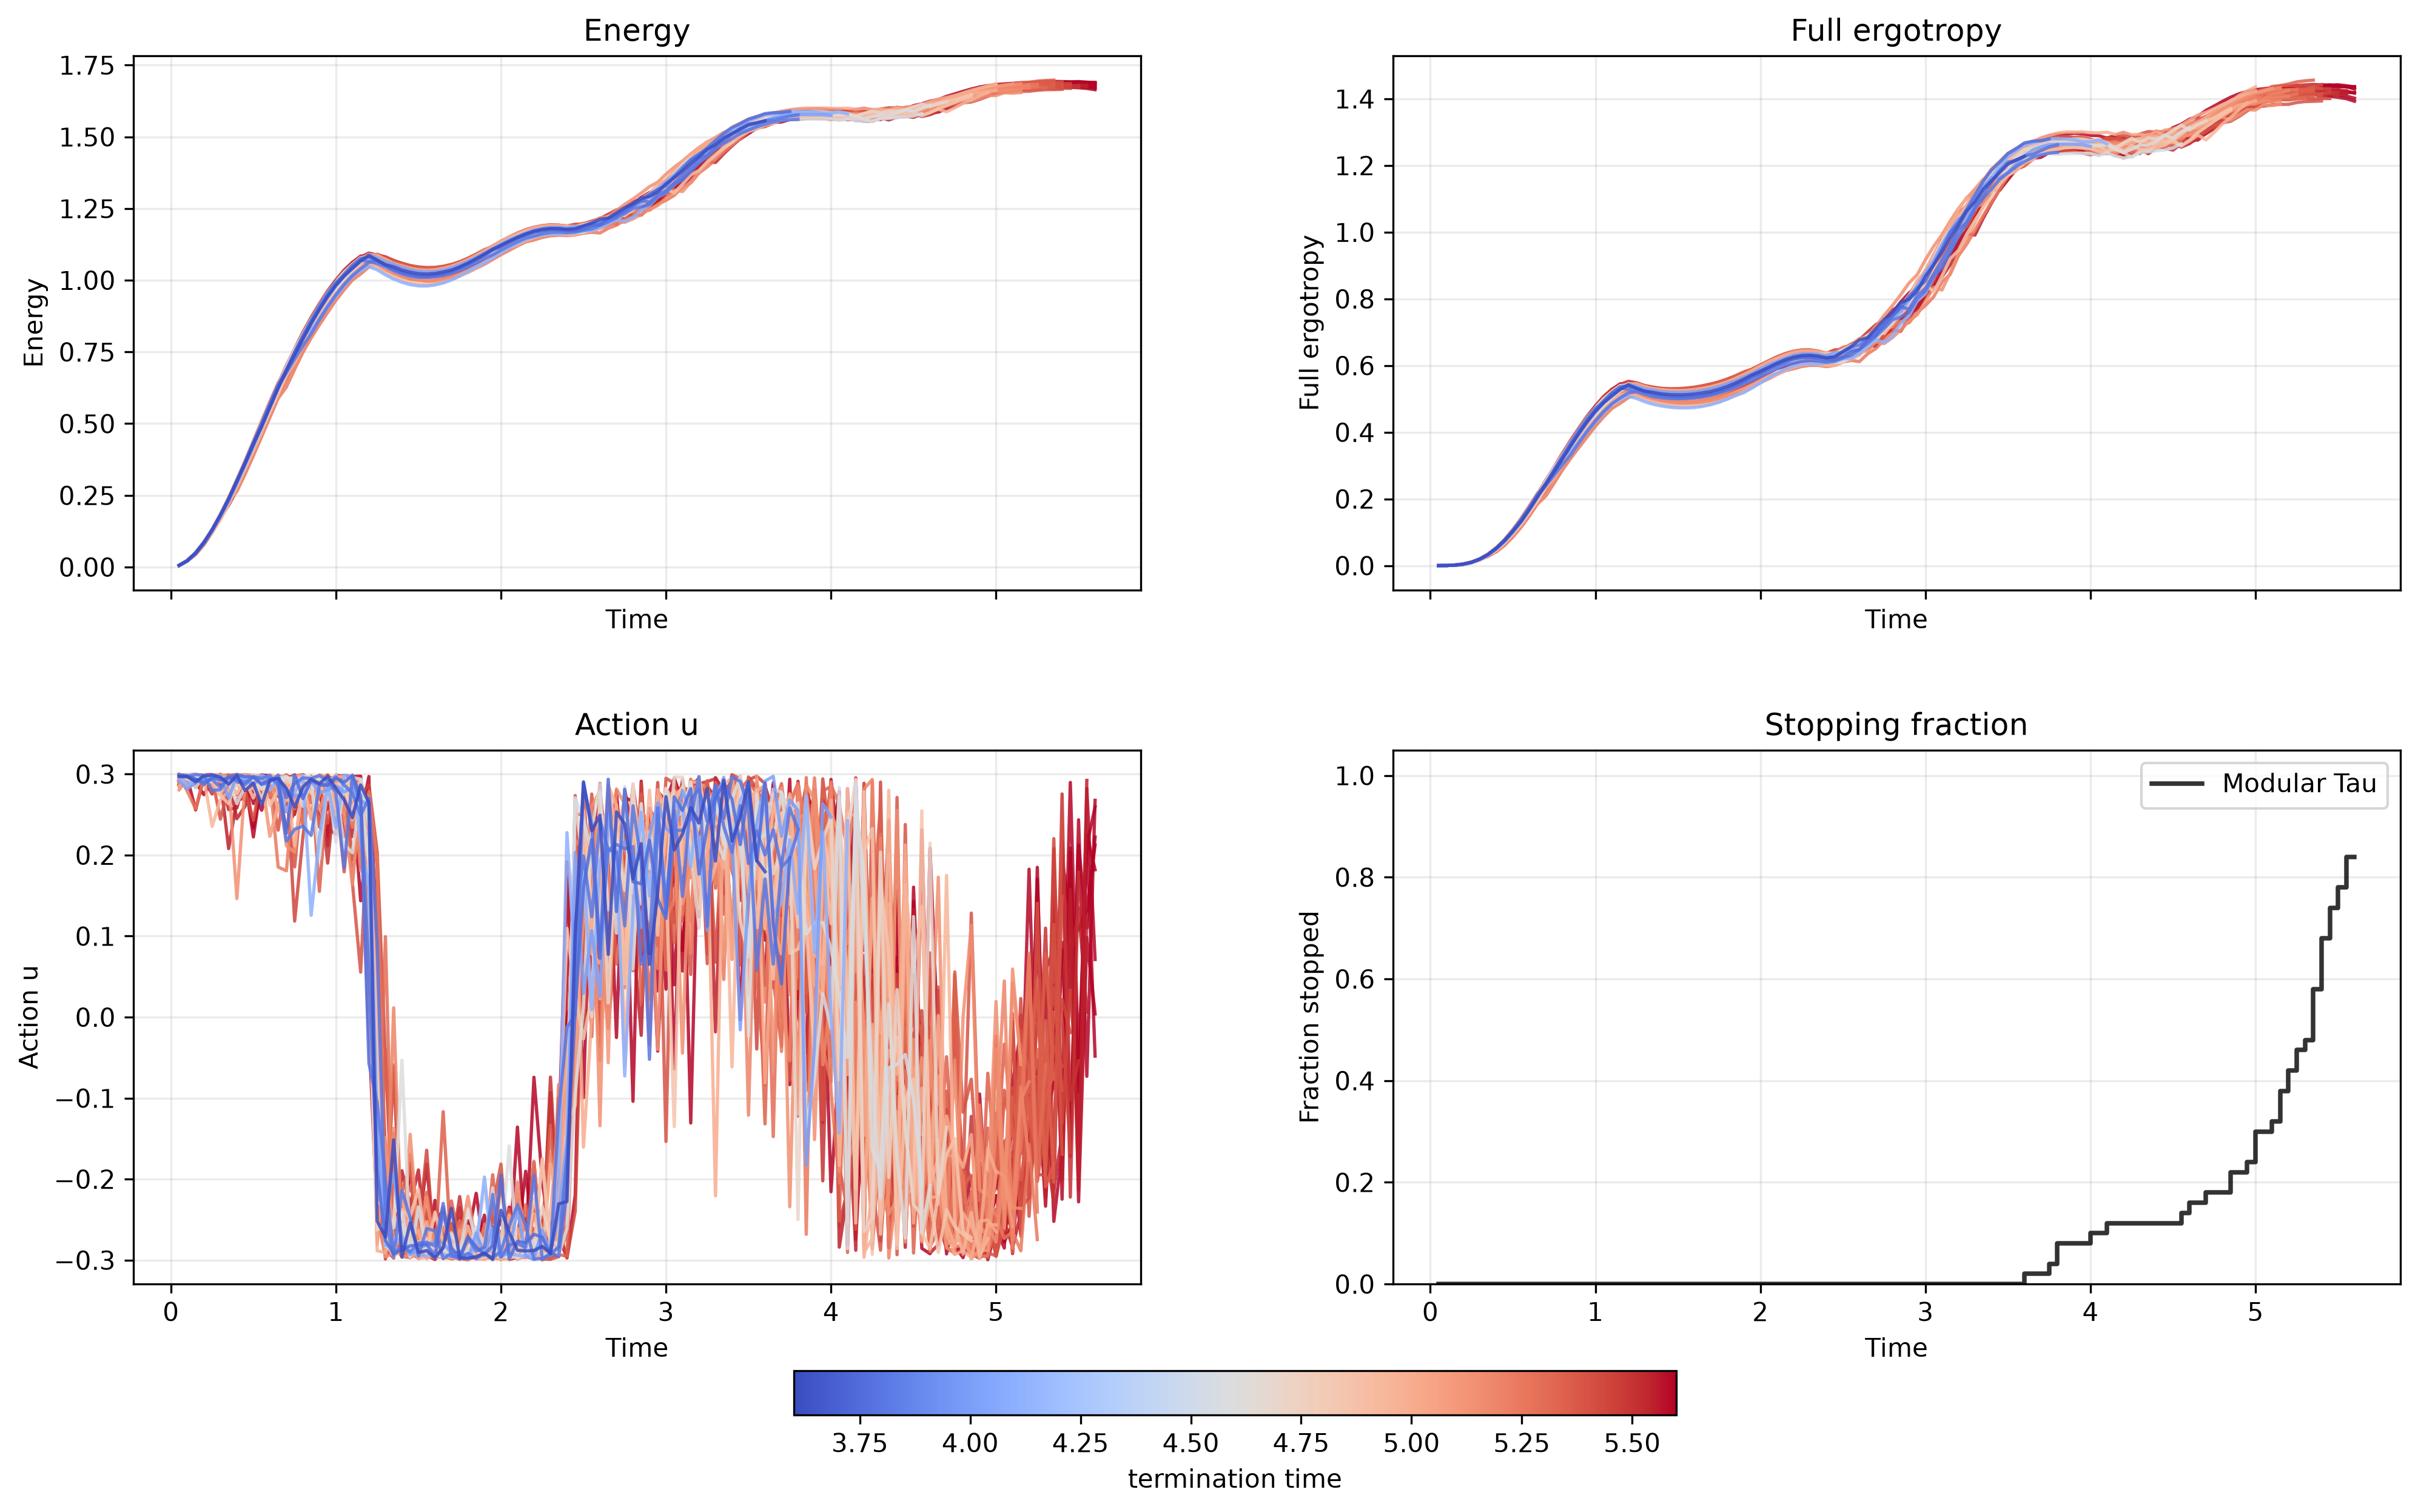 Energy
Energy
1.75
1.50
1.25
1.00
0.75
0.50
0.25
0.00
Time
Full ergotropy
Full ergotropy
1.4
1.2
1.0
0.8
0.6
0.4
0.2
0.0
Time
Action u
Action u
0.3
0.2
0.1
0.0
−0.1
−0.2
−0.3
0 1 2 3 4 5
Time
Stopping fraction
Fraction stopped
1.0
0.8
0.6
0.4
0.2
0.0
Modular Tau
0 1 2 3 4 5
Time
3.75 4.00 4.25 4.50 4.75 5.00 5.25 5.50
termination time